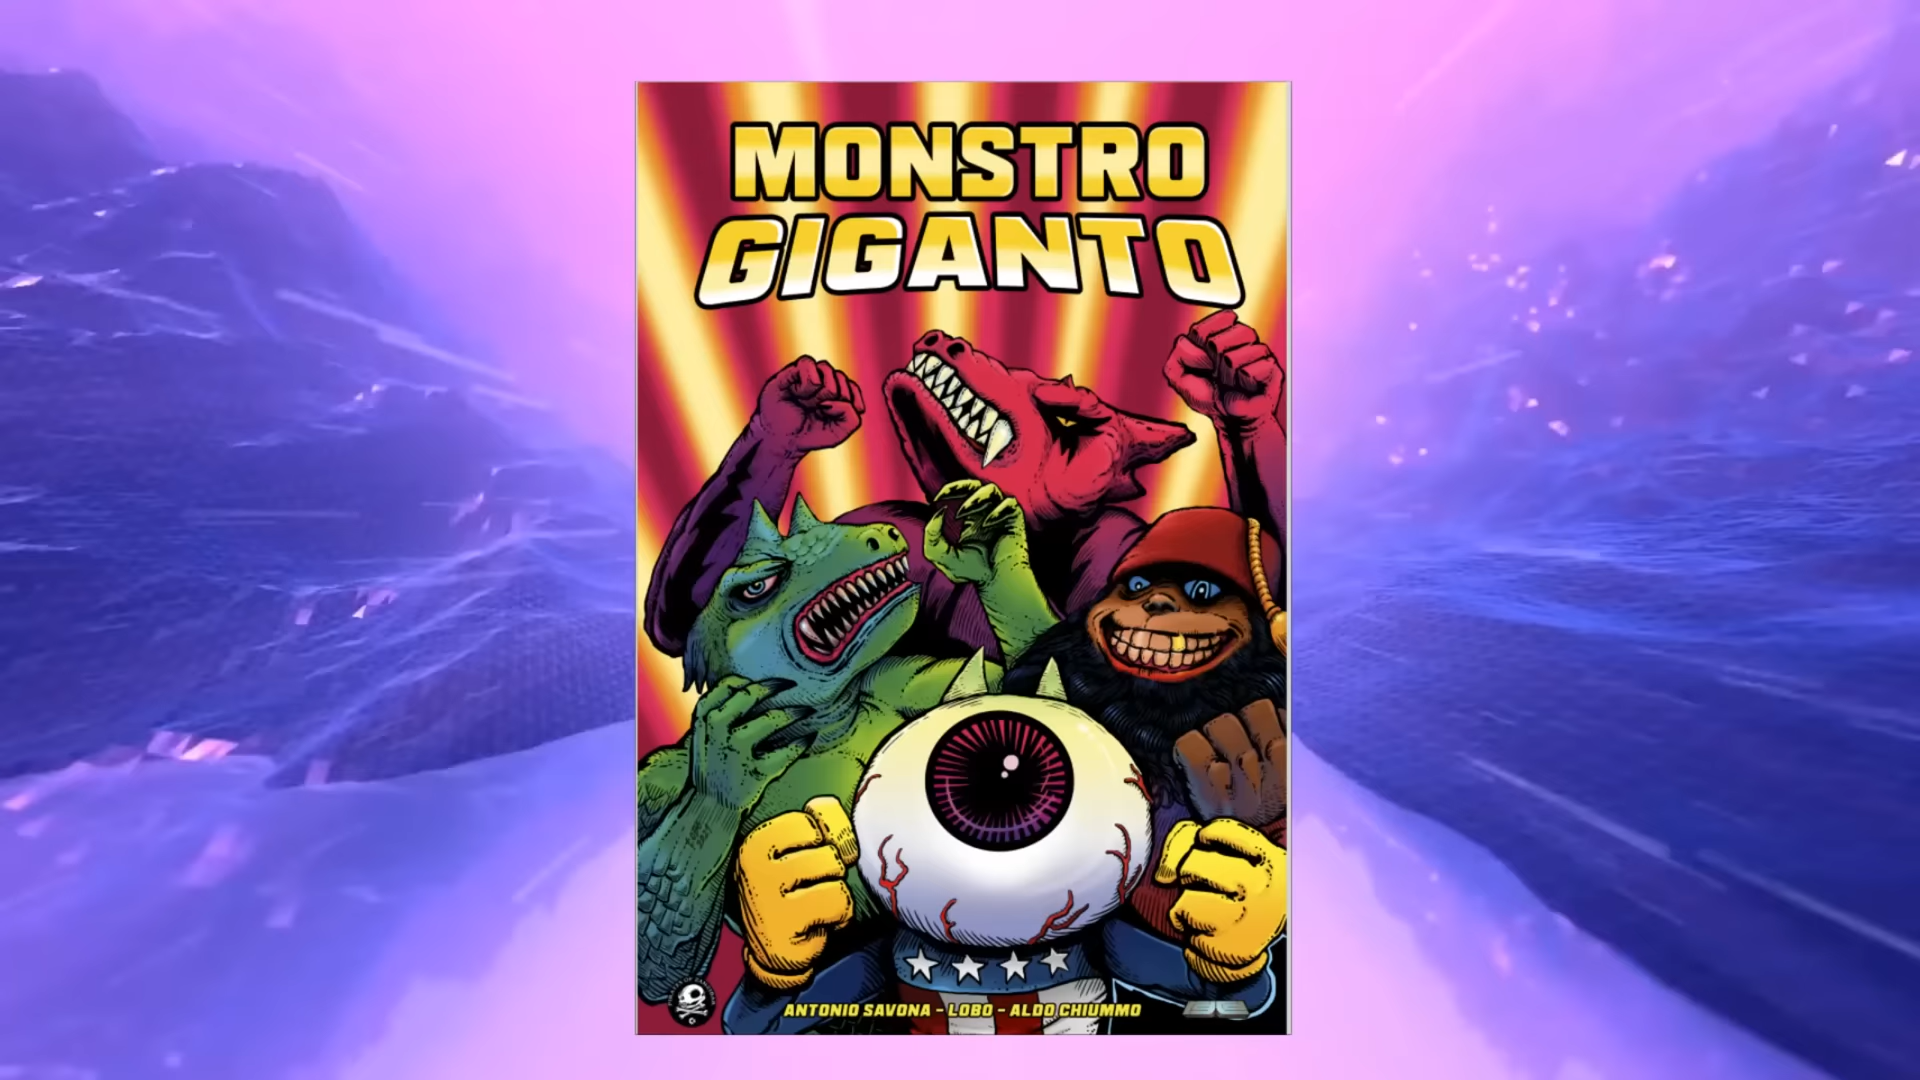 MONSTRO
GIGANTO
ANTONIO SAVONA - LOBO - ALDO CHIUMMO